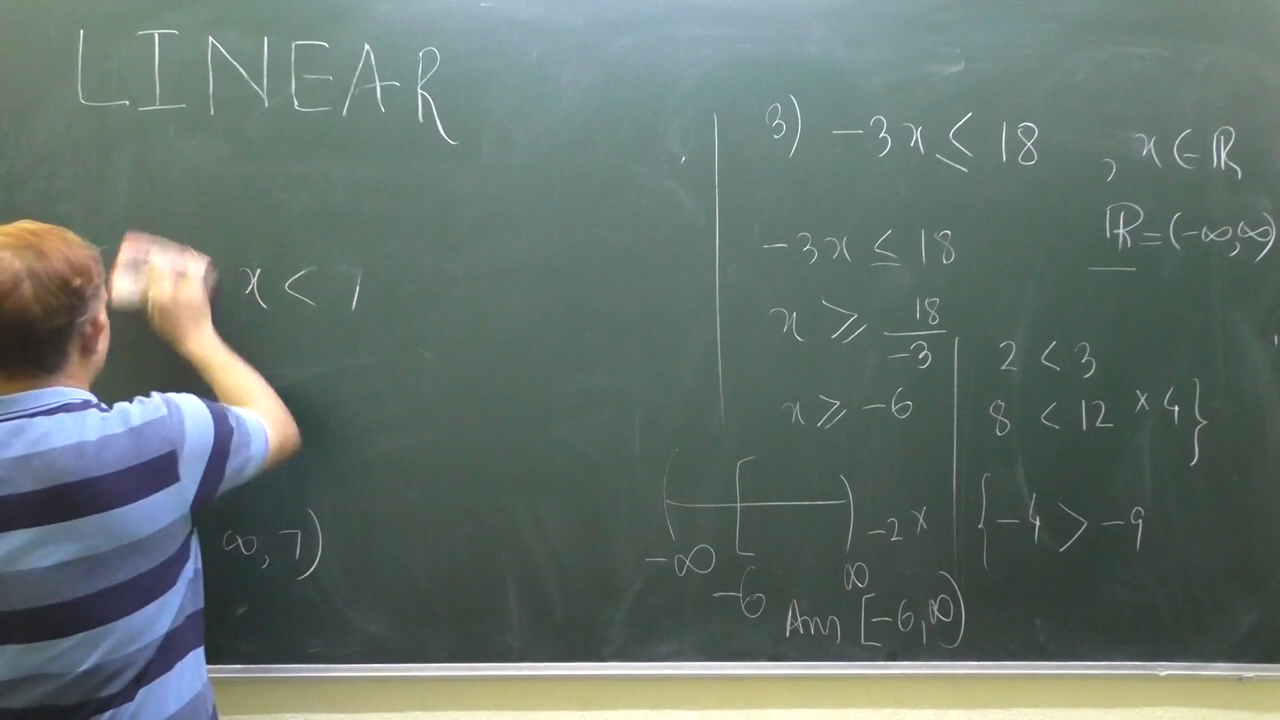 LINEAR
x < 7
∞, 7)
3) -3x ≤ 18 , x ∈ ℝ
ℝ = (-∞, ∞)
-3x ≤ 18
x ≥ 18/-3
x ≥ -6
2 < 3
8 < 12 × 4 }
-2 × { -4 > -9
-∞ -6 ∞
Ans [-6, ∞)